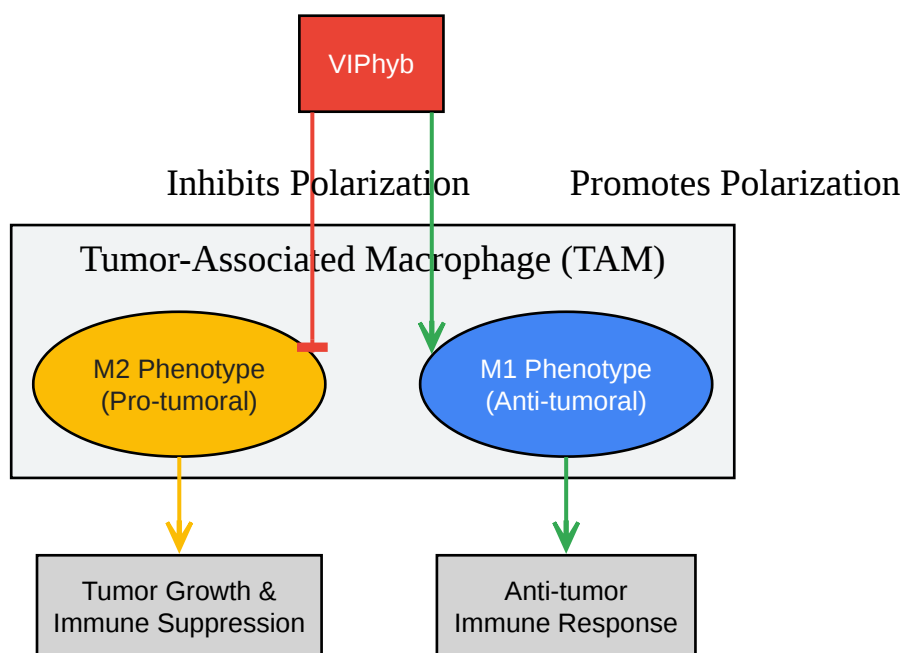 VIPhyb
Inhibits Polarization
Promotes Polarization
Tumor-Associated Macrophage (TAM)
M2 Phenotype
(Pro-tumoral)
M1 Phenotype
(Anti-tumoral)
Tumor Growth &
Immune Suppression
Anti-tumor
Immune Response